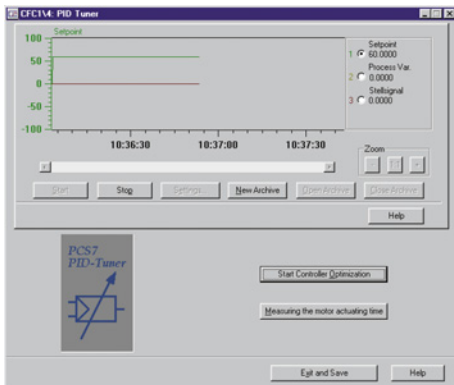 CFC1\4: PID Tuner
Setpoint
100
50
0
-50
-100
10:36:30
10:37:00
10:37:30
Setpoint
1 60.0000
Process Var.
2 0.0000
Stellsignal
3 0.0000
Zoom
Start
Stop
Settings...
New Archive
Open Archive
Close Archive
Help
PCS7
PID-Tuner
Start Controller Optimization
Measuring the motor actuating time
Exit and Save
Help